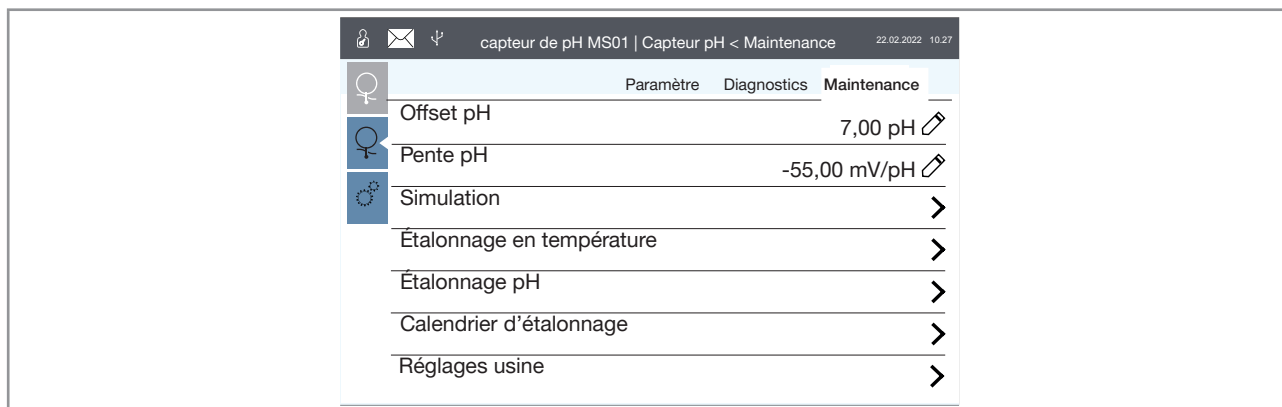 capteur de pH MS01 | Capteur pH < Maintenance 22.02.2022 10.27
Paramètre Diagnostics Maintenance
Offset pH
7,00 pH
Pente pH
-55,00 mV/pH
Simulation
Étalonnage en température
Étalonnage pH
Calendrier d’étalonnage
Réglages usine